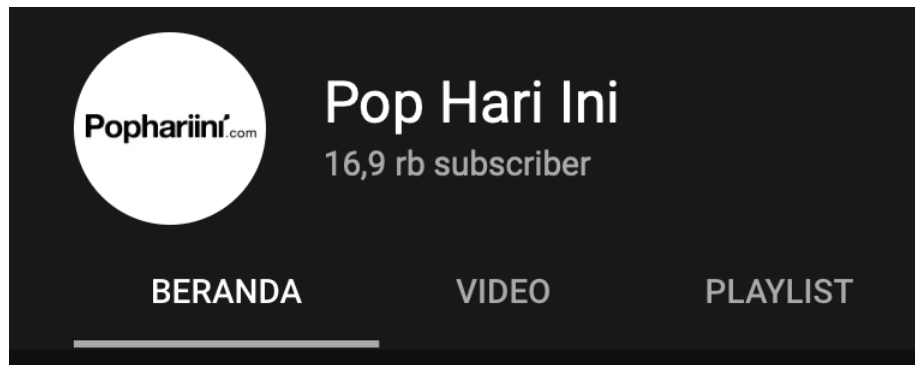 Pophariini.com
Pop Hari Ini
16,9 rb subscriber
BERANDA VIDEO PLAYLIST